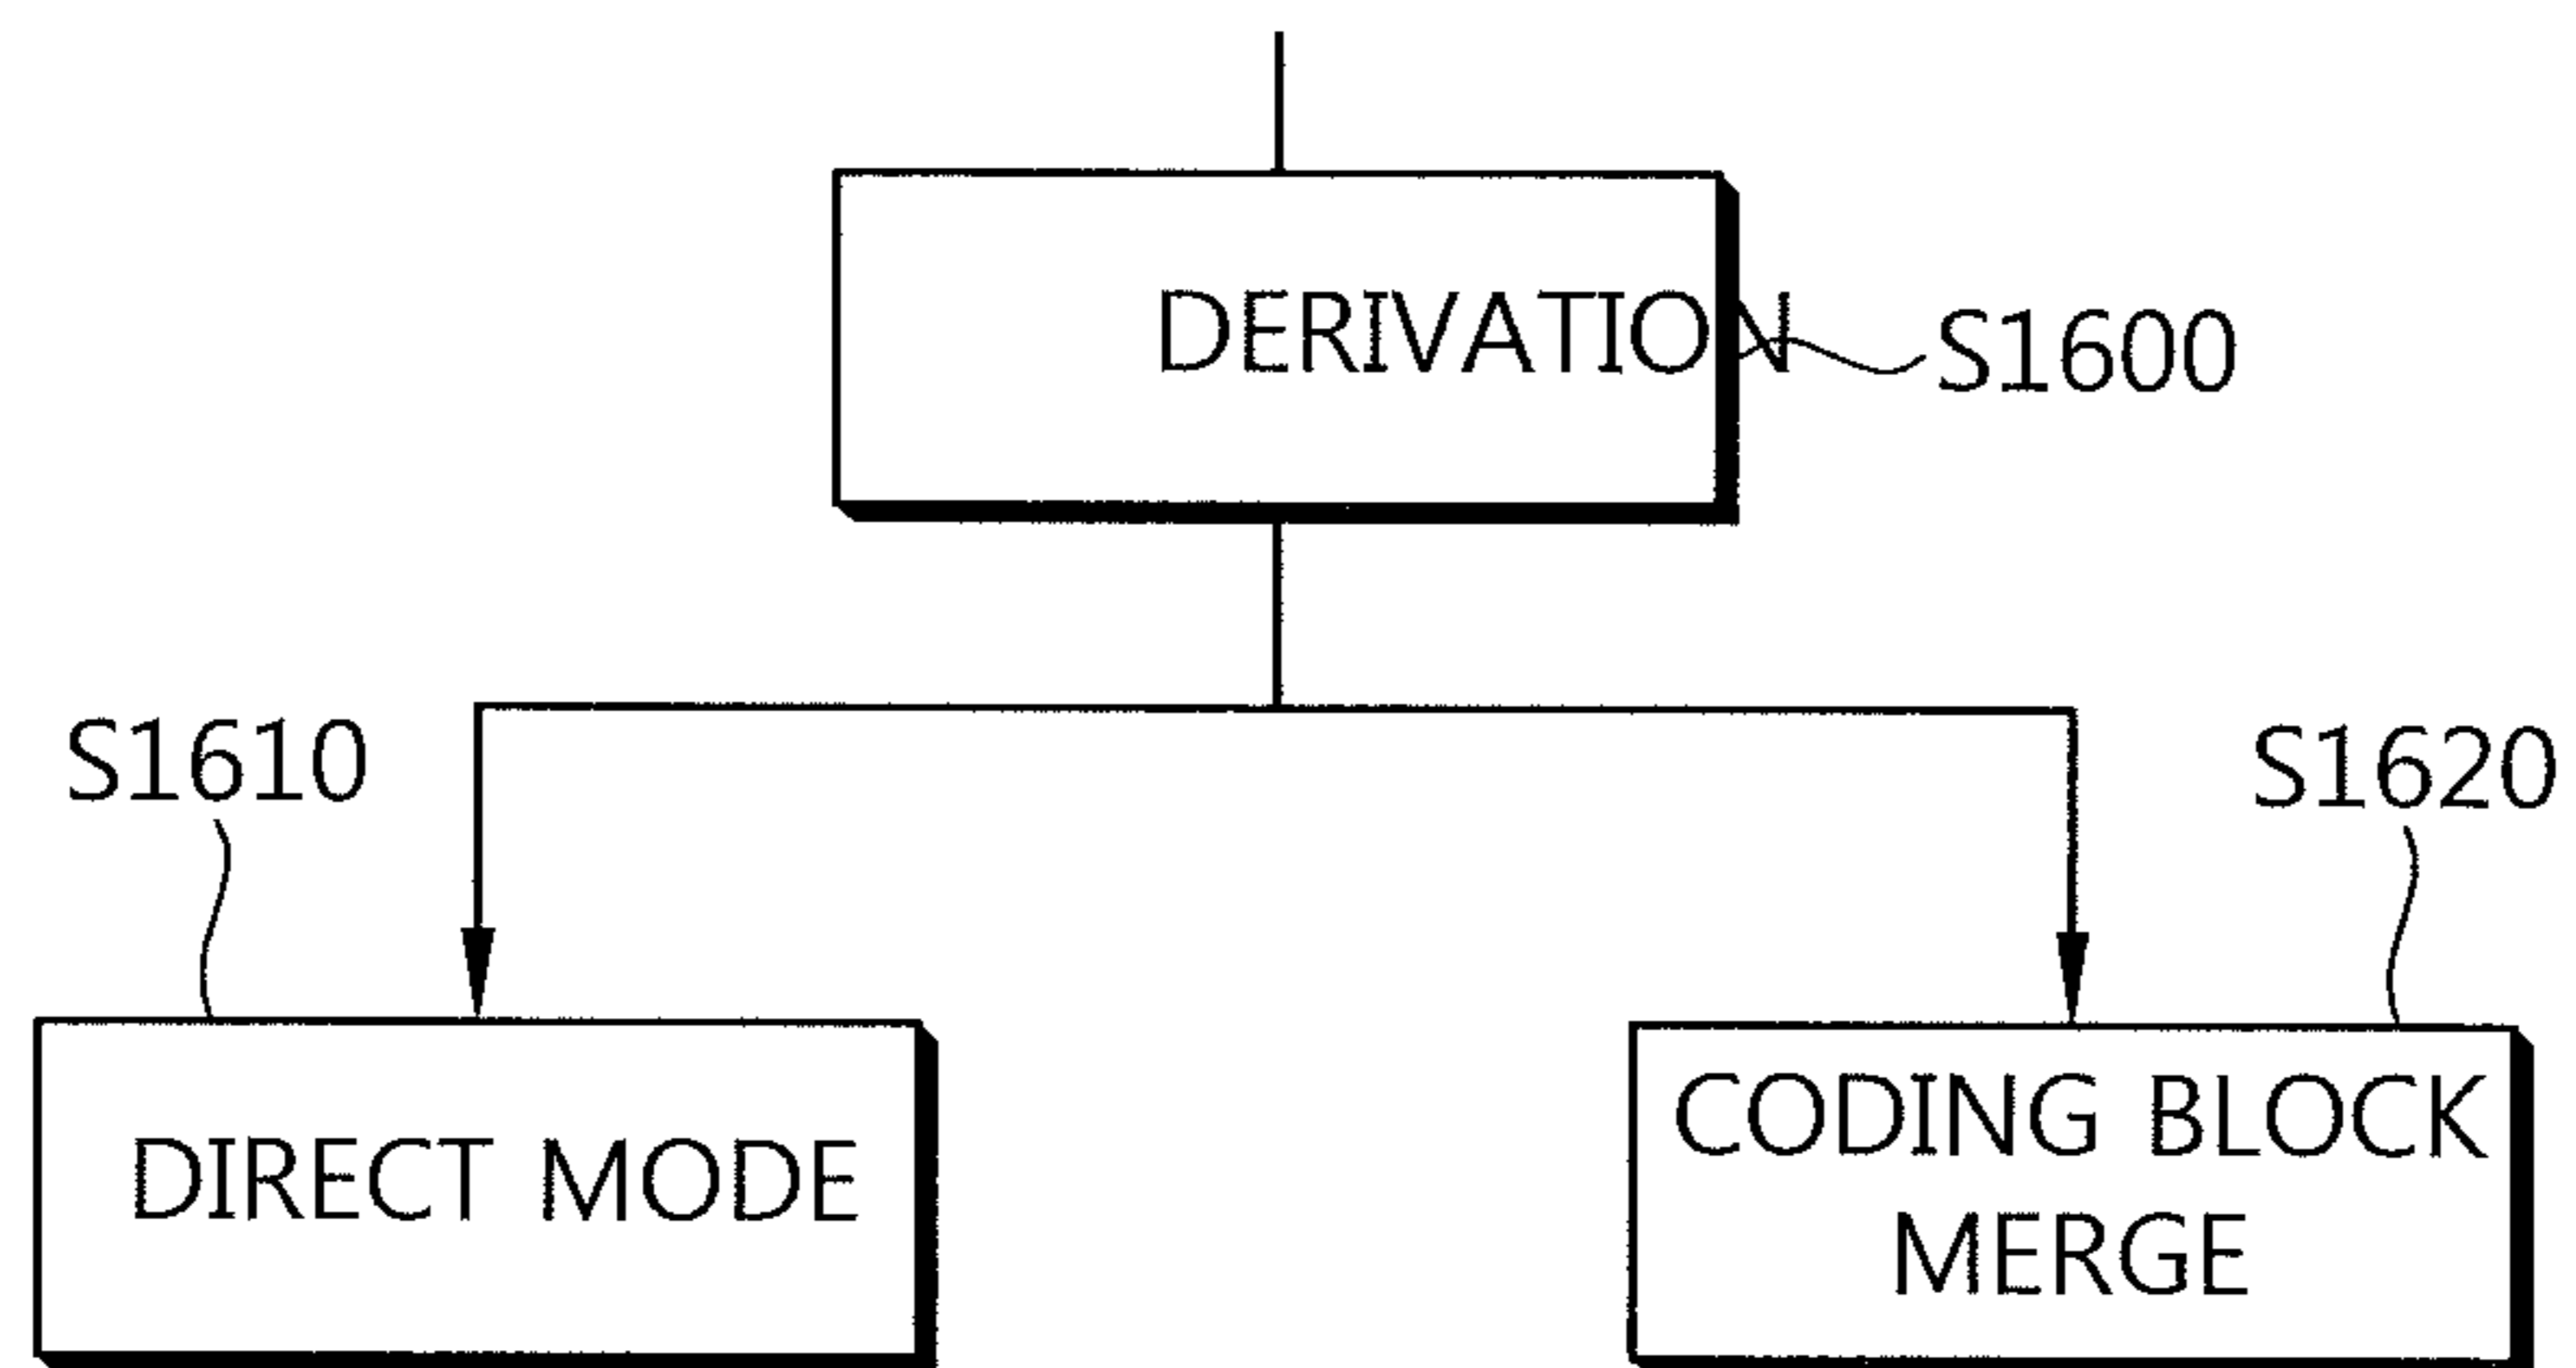 DERIVATION
S1600
S1610
S1620
DIRECT MODE
CODING BLOCK
MERGE